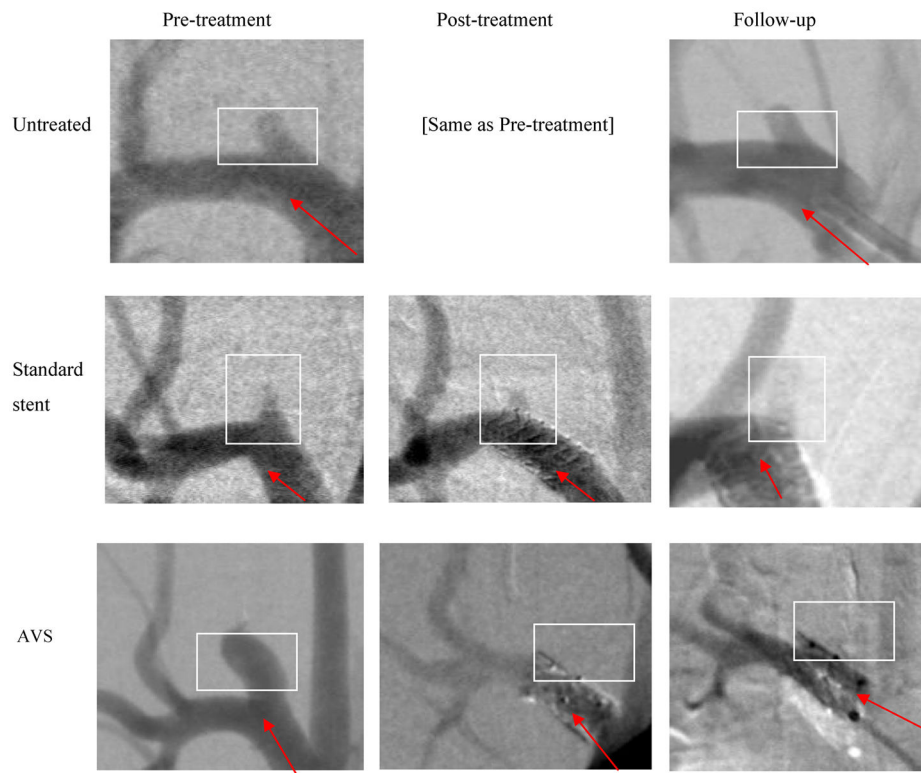 Pre-treatment
Post-treatment
Follow-up
Untreated
[Same as Pre-treatment]
Standard
stent
AVS